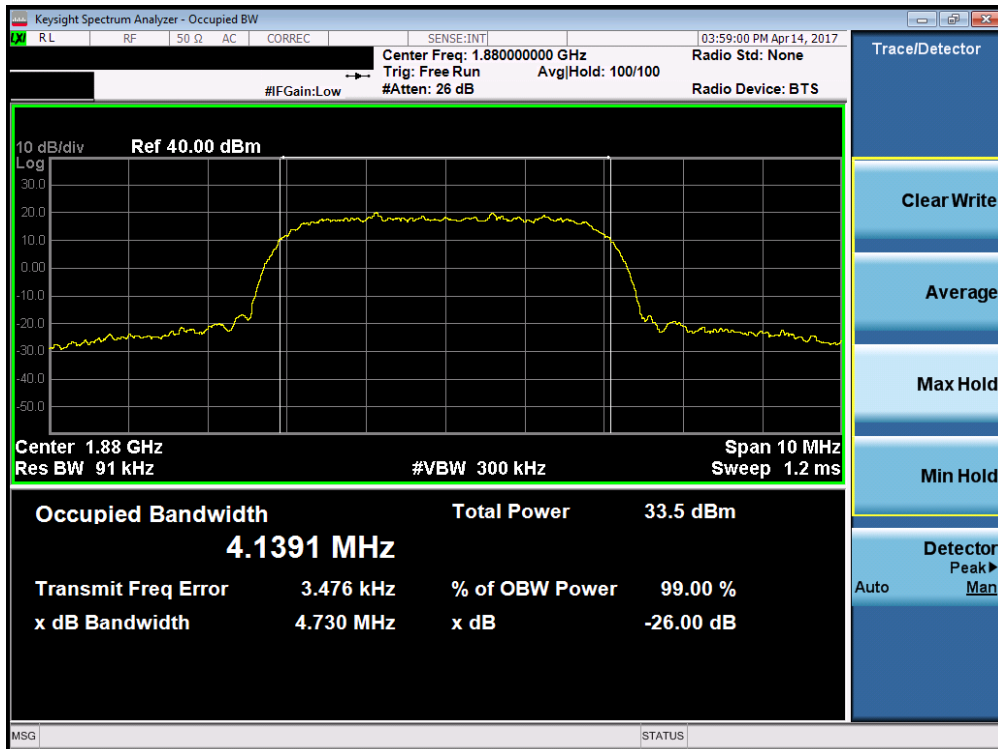 Keysight Spectrum Analyzer - Occupied BW
LXI RL RF 50 Ω AC CORREC SENSE:INT 03:59:00 PM Apr 14, 2017
Center Freq: 1.880000000 GHz Radio Std: None
Trig: Free Run Avg|Hold: 100/100
#IFGain:Low #Atten: 26 dB Radio Device: BTS
10 dB/div Ref 40.00 dBm
Log
30.0
20.0
10.0
0.00
-10.0
-20.0
-30.0
-40.0
-50.0
Center 1.88 GHz Span 10 MHz
Res BW 91 kHz #VBW 300 kHz Sweep 1.2 ms
Occupied Bandwidth Total Power 33.5 dBm
4.1391 MHz
Transmit Freq Error 3.476 kHz % of OBW Power 99.00 %
x dB Bandwidth 4.730 MHz x dB -26.00 dB
Trace/Detector
Clear Write
Average
Max Hold
Min Hold
Detector
Peak▶
Auto Man
MSG STATUS